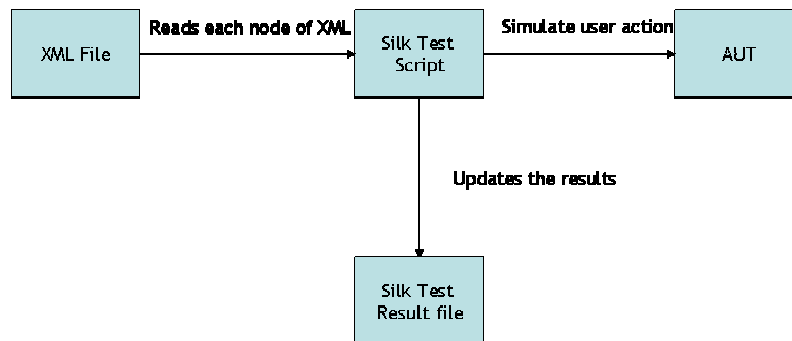 XML File
Reads each node of XML
Silk Test
Script
Simulate user action
AUT
Updates the results
Silk Test
Result file